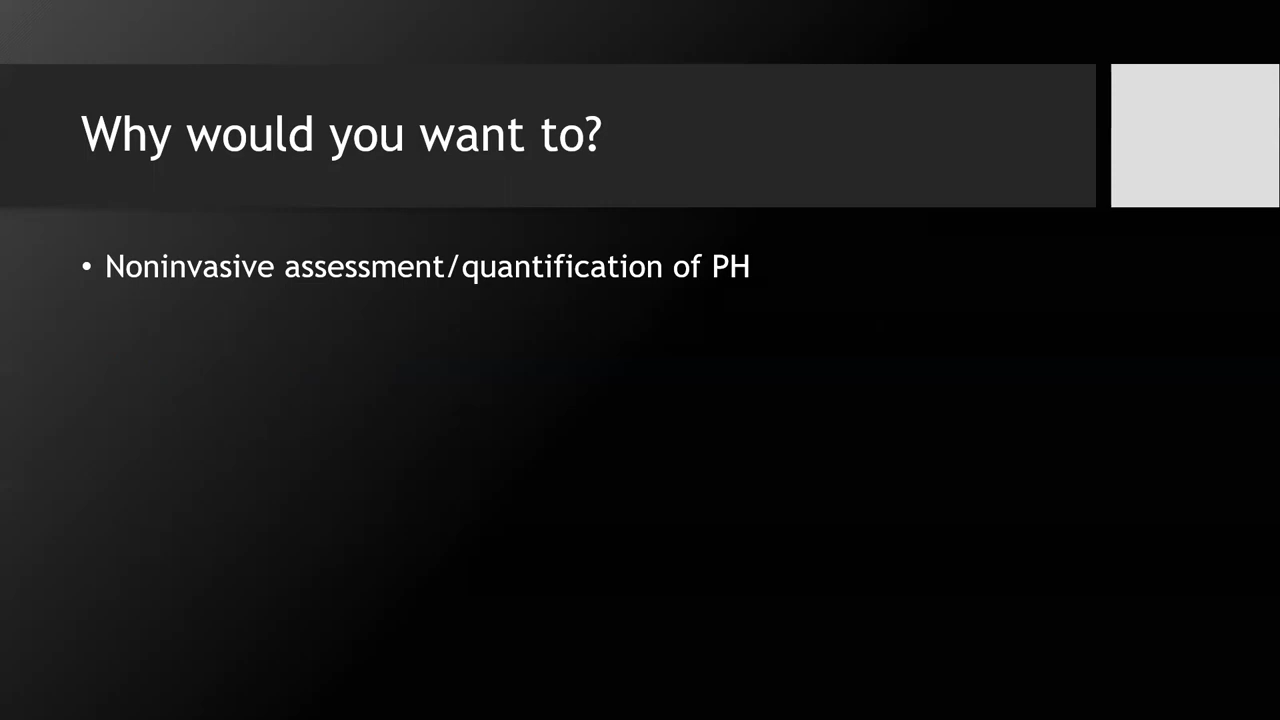 Why would you want to?
• Noninvasive assessment/quantification of PH